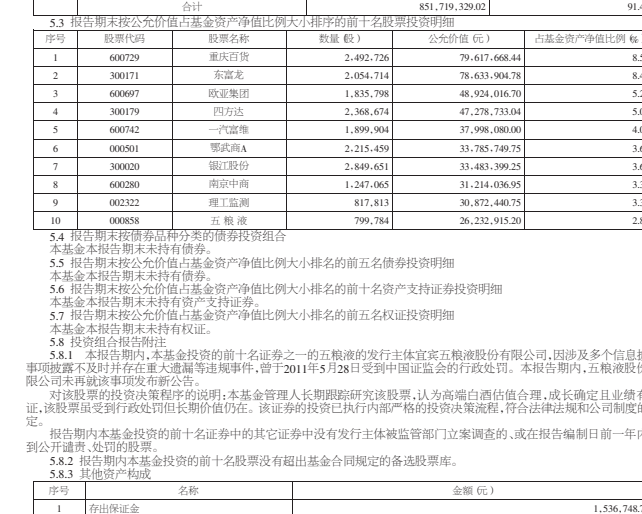 合计 851,719,329.02 91.4
5.3 报告期末按公允价值占基金资产净值比例大小排序的前十名股票投资明细
序号 股票代码 股票名称 数量(股) 公允价值(元) 占基金资产净值比例(%
1 600729 重庆百货 2,492,726 79,617,668.44 8.5
2 300171 东富龙 2,054,714 78,633,904.78 8.4
3 600697 欧亚集团 1,835,798 48,924,016.70 5.2
4 300179 四方达 2,368,674 47,278,733.04 5.0
5 600742 一汽富维 1,899,904 37,998,080.00 4.0
6 000501 鄂武商A 2,215,459 33,785,749.75 3.6
7 300020 银江股份 2,849,651 33,483,399.25 3.6
8 600280 南京中商 1,247,065 31,214,036.95 3.3
9 002322 理工监测 817,813 30,872,440.75 3.3
10 000858 五 粮 液 799,784 26,232,915.20 2.8
5.4 报告期末按债券品种分类的债券投资组合
本基金本报告期末未持有债券。
5.5 报告期末按公允价值占基金资产净值比例大小排名的前五名债券投资明细
本基金本报告期末未持有债券。
5.6 报告期末按公允价值占基金资产净值比例大小排名的前十名资产支持证券投资明细
本基金本报告期末未持有资产支持证券。
5.7 报告期末按公允价值占基金资产净值比例大小排名的前五名权证投资明细
本基金本报告期末未持有权证。
5.8 投资组合报告附注
5.8.1 本报告期内,本基金投资的前十名证券之一的五粮液的发行主体宜宾五粮液股份有限公司,因涉及多个信息披
事项披露不及时并存在重大遗漏等违规事件,曾于2011年5月28日受到中国证监会的行政处罚。本报告期内,五粮液股份
限公司未再就该事项发布新公告。
对该股票的投资决策程序的说明:本基金管理人长期跟踪研究该股票,认为高端白酒估值合理,成长确定且业绩有
证,该股票虽受到行政处罚但长期价值仍在。该证券的投资已执行内部严格的投资决策流程,符合法律法规和公司制度的
定。
报告期内本基金投资的前十名证券中的其它证券中没有发行主体被监管部门立案调查的、或在报告编制日前一年内
到公开谴责、处罚的股票。
5.8.2 报告期内本基金投资的前十名股票没有超出基金合同规定的备选股票库。
5.8.3 其他资产构成
序号 名称 金额(元)
1 存出保证金 1,536,748.7